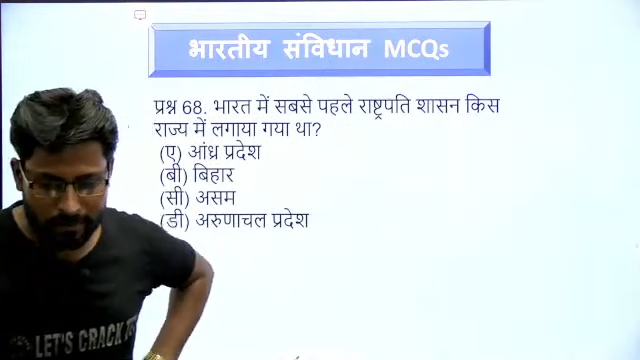 भारतीय संविधान MCQs
प्रश्न 68. भारत में सबसे पहले राष्ट्रपति शासन किस
राज्य में लगाया गया था?
(ए) आंध्र प्रदेश
(बी) बिहार
(सी) असम
(डी) अरुणाचल प्रदेश
LET'S CRACK